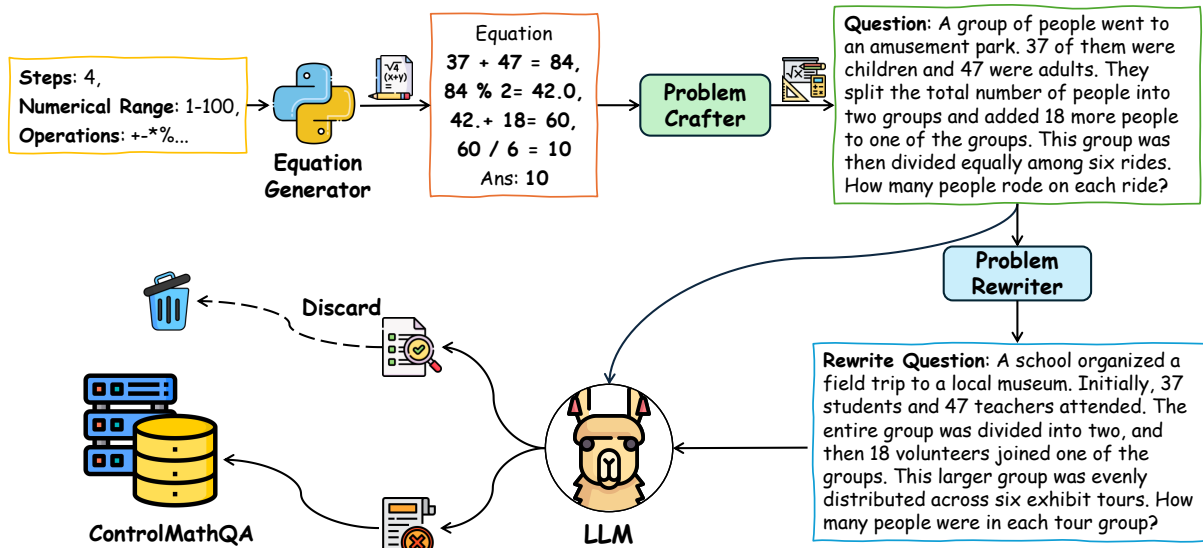 Steps: 4,
Numerical Range: 1-100,
Operations: +-*%...
Equation
Generator
√4
(x+y)
Equation
37 + 47 = 84,
84 % 2= 42.0,
42.+ 18= 60,
60 / 6 = 10
Ans: 10
Problem
Crafter
√x
Question: A group of people went to
an amusement park. 37 of them were
children and 47 were adults. They
split the total number of people into
two groups and added 18 more people
to one of the groups. This group was
then divided equally among six rides.
How many people rode on each ride?
Problem
Rewriter
Rewrite Question: A school organized a
field trip to a local museum. Initially, 37
students and 47 teachers attended. The
entire group was divided into two, and
then 18 volunteers joined one of the
groups. This larger group was evenly
distributed across six exhibit tours. How
many people were in each tour group?
Discard
ControlMathQA
LLM